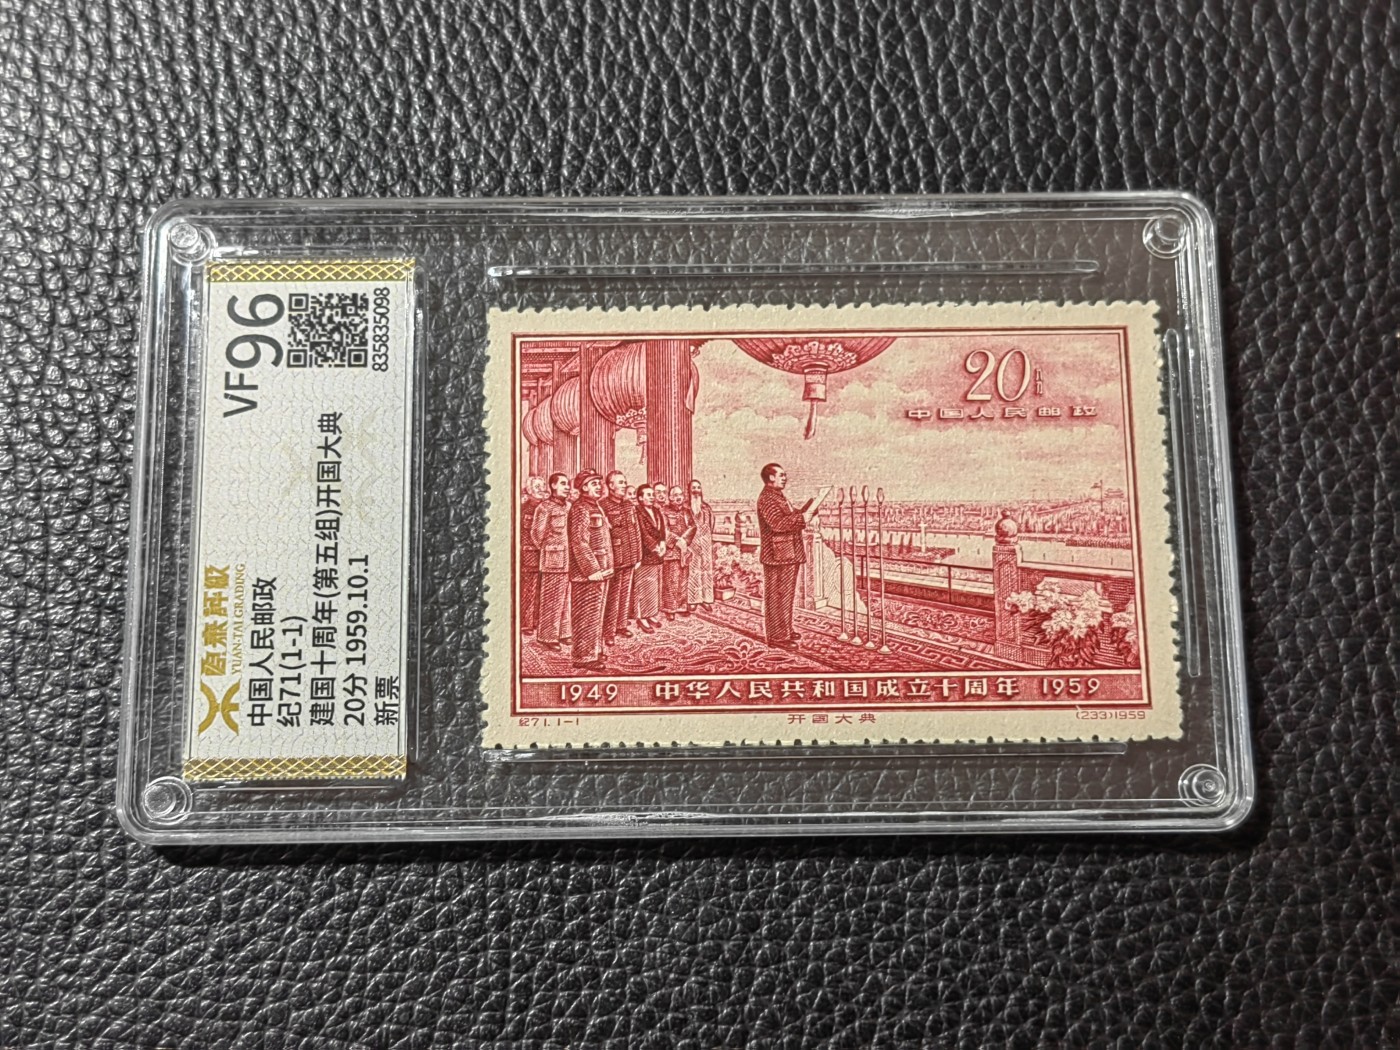 VF96
835835098
源泰评级
YUAN-TAI GRADING
中国人民邮政
纪71(1-1)
建国十周年(第五组)开国大典
20分 1959.10.1
新票
20分
中国人民邮政
1949 中华人民共和国成立十周年 1959
纪71.1-1
开国大典
(233)1959